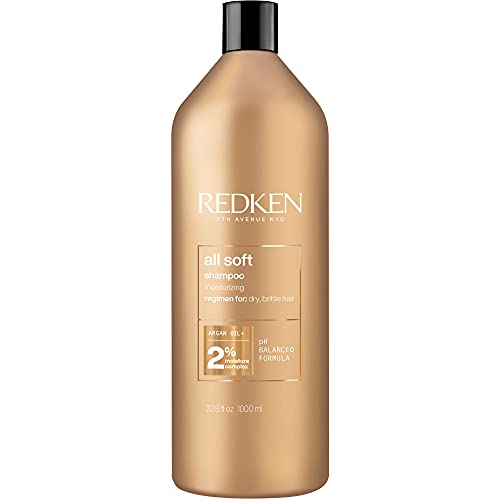 REDKEN
5TH AVENUE NYC
all soft
shampoo
moisturizing
regimen for: dry, brittle hair
ARGAN OIL+
2%
moisture
complex
pH
BALANCED
FORMULA
33.8 fl oz 1000 ml